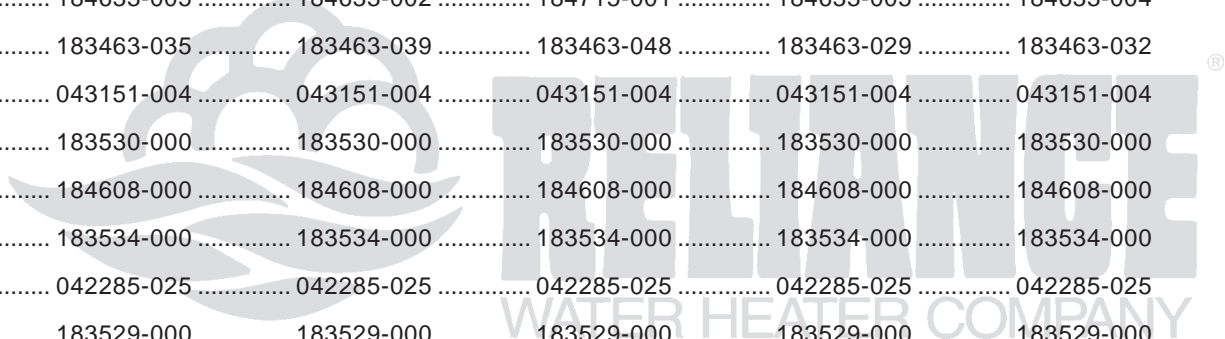 183463-035 .............. 183463-039 .............. 183463-048 .............. 183463-029 .............. 183463-032
®
043151-004 .............. 043151-004 .............. 043151-004 .............. 043151-004 .............. 043151-004
183530-000 .............. 183530-000 .............. 183530-000 .............. 183530-000 .............. 183530-000
RELIANCE
184608-000 .............. 184608-000 .............. 184608-000 .............. 184608-000 .............. 184608-000
183534-000 .............. 183534-000 .............. 183534-000 .............. 183534-000 .............. 183534-000
042285-025 .............. 042285-025 .............. 042285-025 .............. 042285-025 .............. 042285-025
WATER HEATER COMPANY
183529-000 183529-000 183529-000 183529-000 183529-000